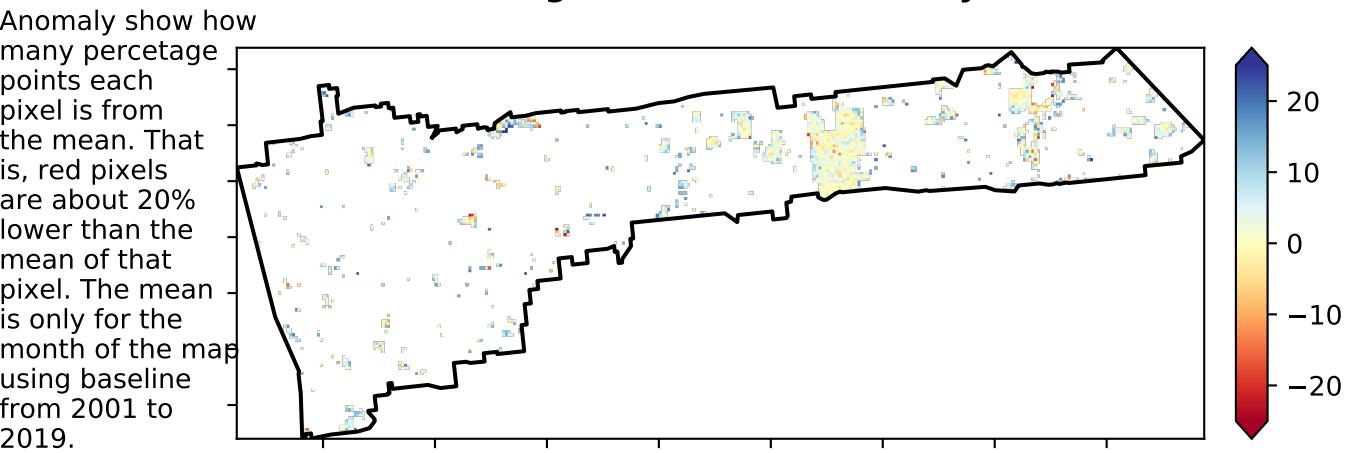 Anomaly show how
many percetage
points each
pixel is from
the mean. That
is, red pixels
are about 20%
lower than the
mean of that
pixel. The mean
is only for the
month of the map
using baseline
from 2001 to
2019.
20
10
0
−10
−20